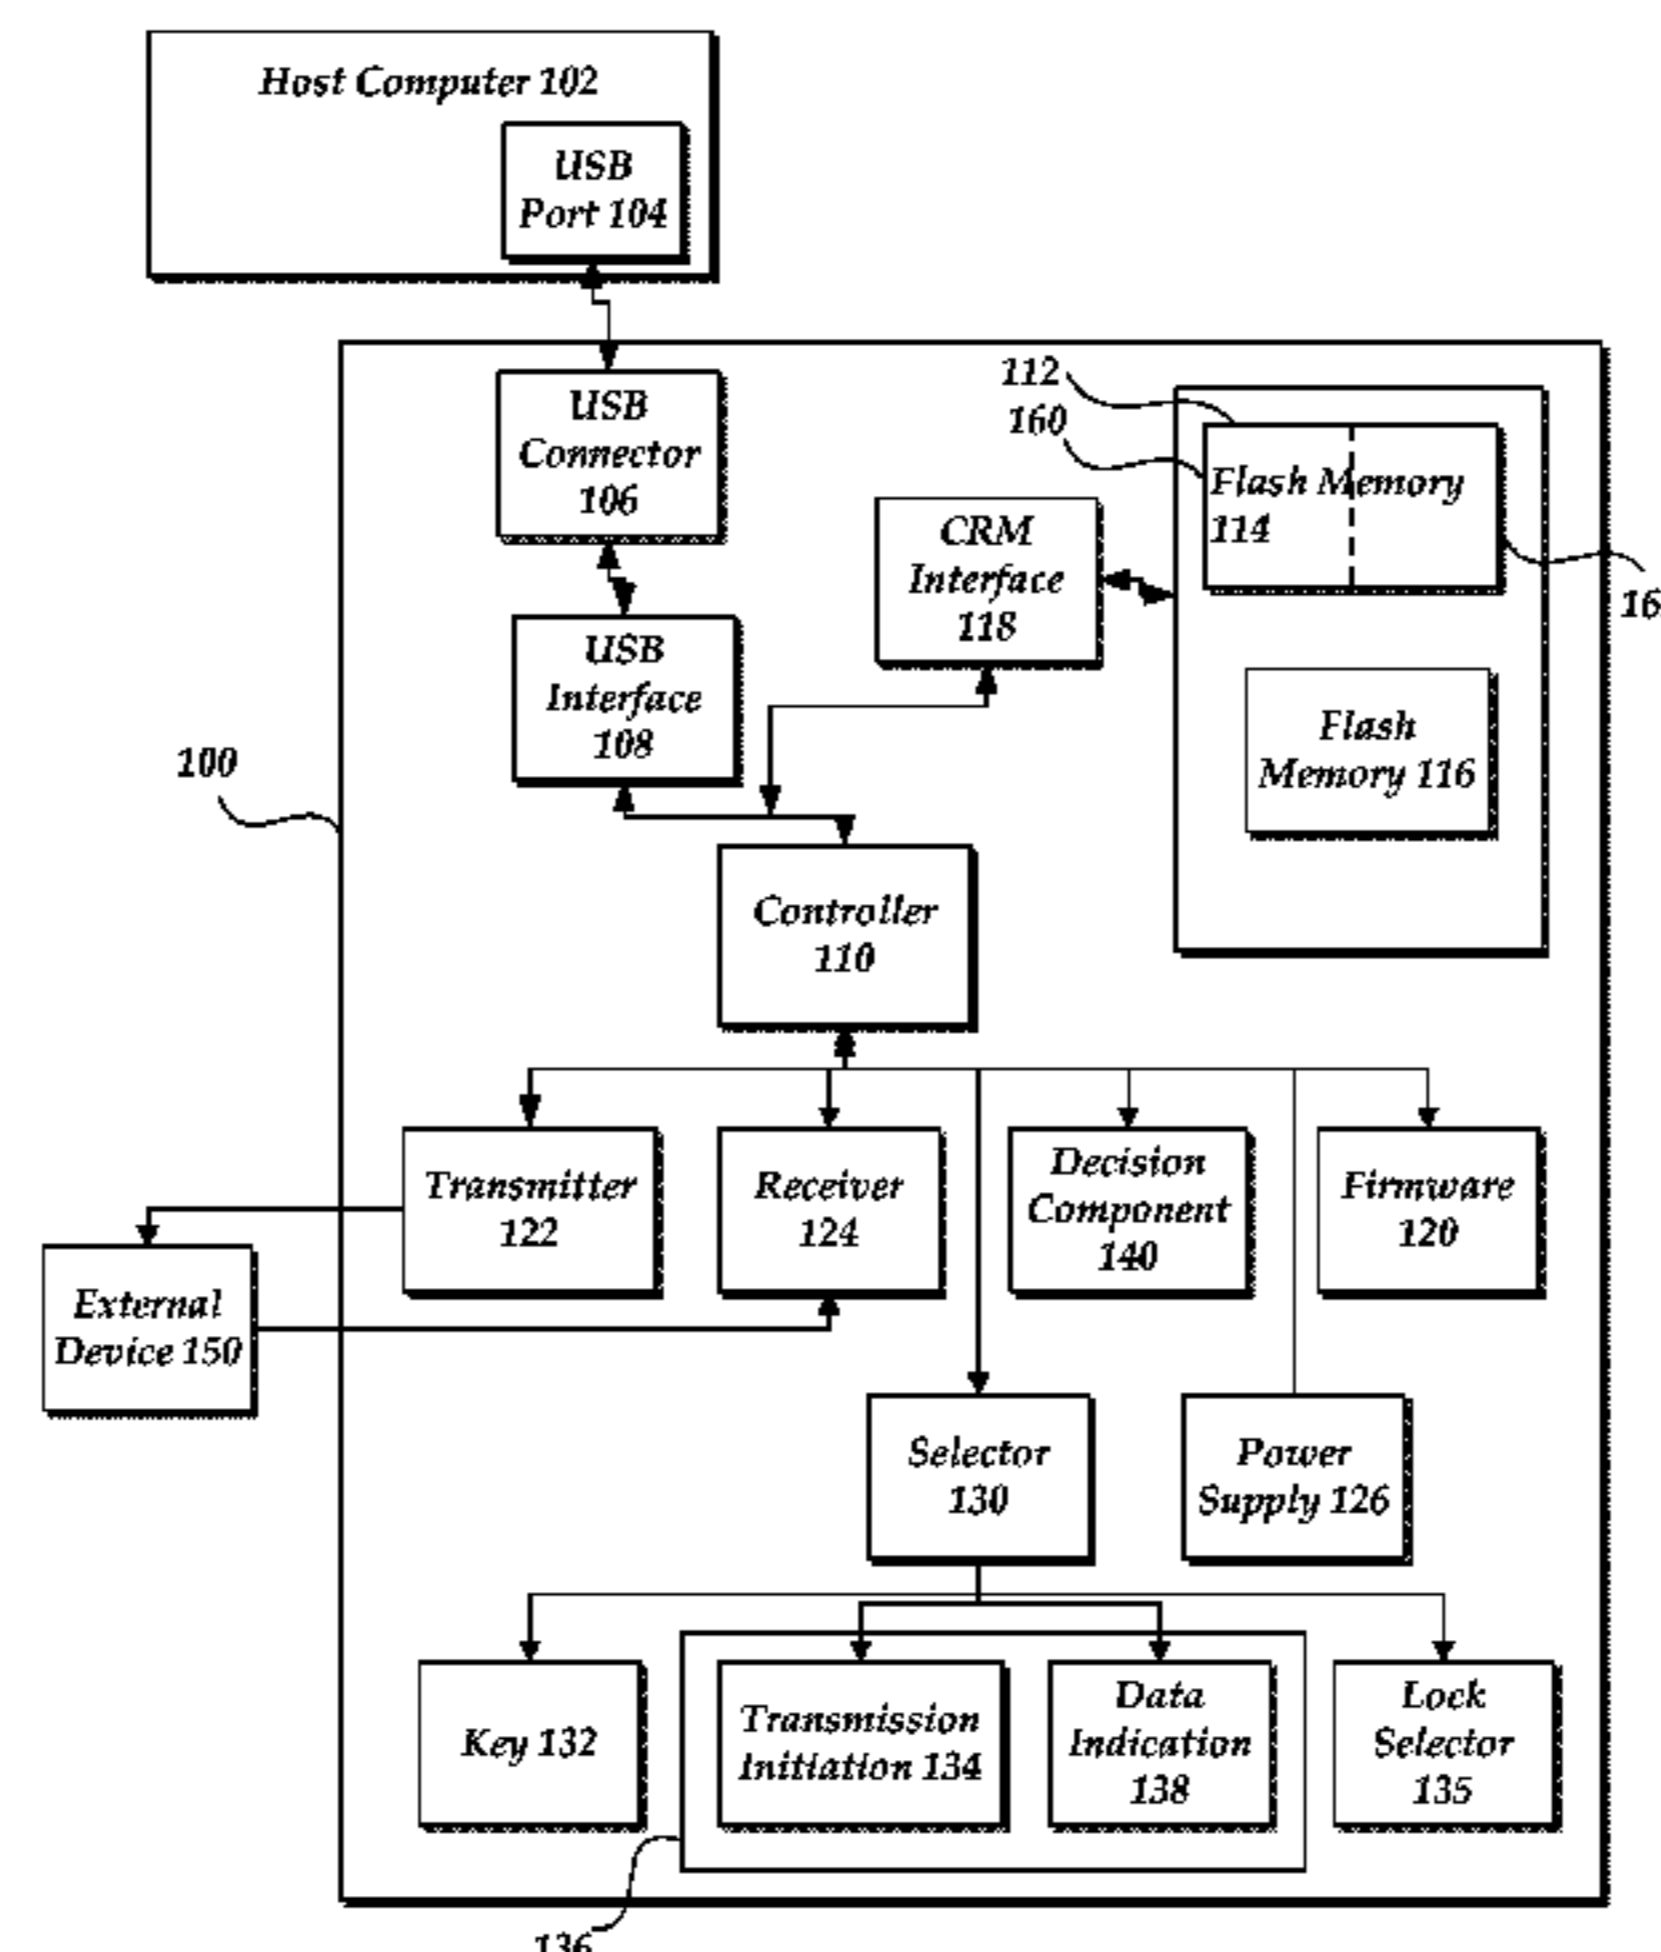 Host Computer 102
USB
Port 104
USB
Connector
106
112
160
Flash Memory
114
CRM
Interface
118
16
USB
Interface
108
Flash
Memory 116
100
Controller
110
Transmitter
122
Receiver
124
Decision
Component
140
Firmware
120
External
Device 150
Selector
130
Power
Supply 126
Key 132
Transmission
Initiation 134
Data
Indication
138
Lock
Selector
135
136